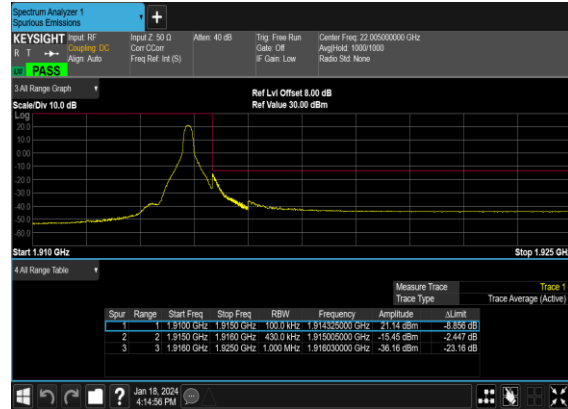 Spectrum Analyzer 1
Spurious Emissions
KEYSIGHT Input: RF Input Z: 50 Ω Atten: 40 dB Trig: Free Run Center Freq: 22.005000000 GHz
R T Coupling: DC Corr CCorr Gate: Off Avg|Hold: 1000/1000
Align: Auto Freq Ref: Int (S) IF Gain: Low Radio Std: None
PASS
3 All Range Graph
Ref Lvl Offset 8.00 dB
Scale/Div 10.0 dB Ref Value 30.00 dBm
Log
20.0
10.0
0.00
-10.0
-20.0
-30.0
-40.0
-50.0
-60.0
Start 1.910 GHz Stop 1.925 GHz
4 All Range Table
Measure Trace Trace 1
Trace Type Trace Average (Active)
Spur Range Start Freq Stop Freq RBW Frequency Amplitude ΔLimit
1 1 1.9100 GHz 1.9150 GHz 100.0 kHz 1.914325000 GHz 21.14 dBm -8.856 dB
2 2 1.9150 GHz 1.9160 GHz 430.0 kHz 1.915005000 GHz -15.45 dBm -2.447 dB
3 3 1.9160 GHz 1.9250 GHz 1.000 MHz 1.916030000 GHz -36.16 dBm -23.16 dB
Jan 18, 2024
4:14:56 PM